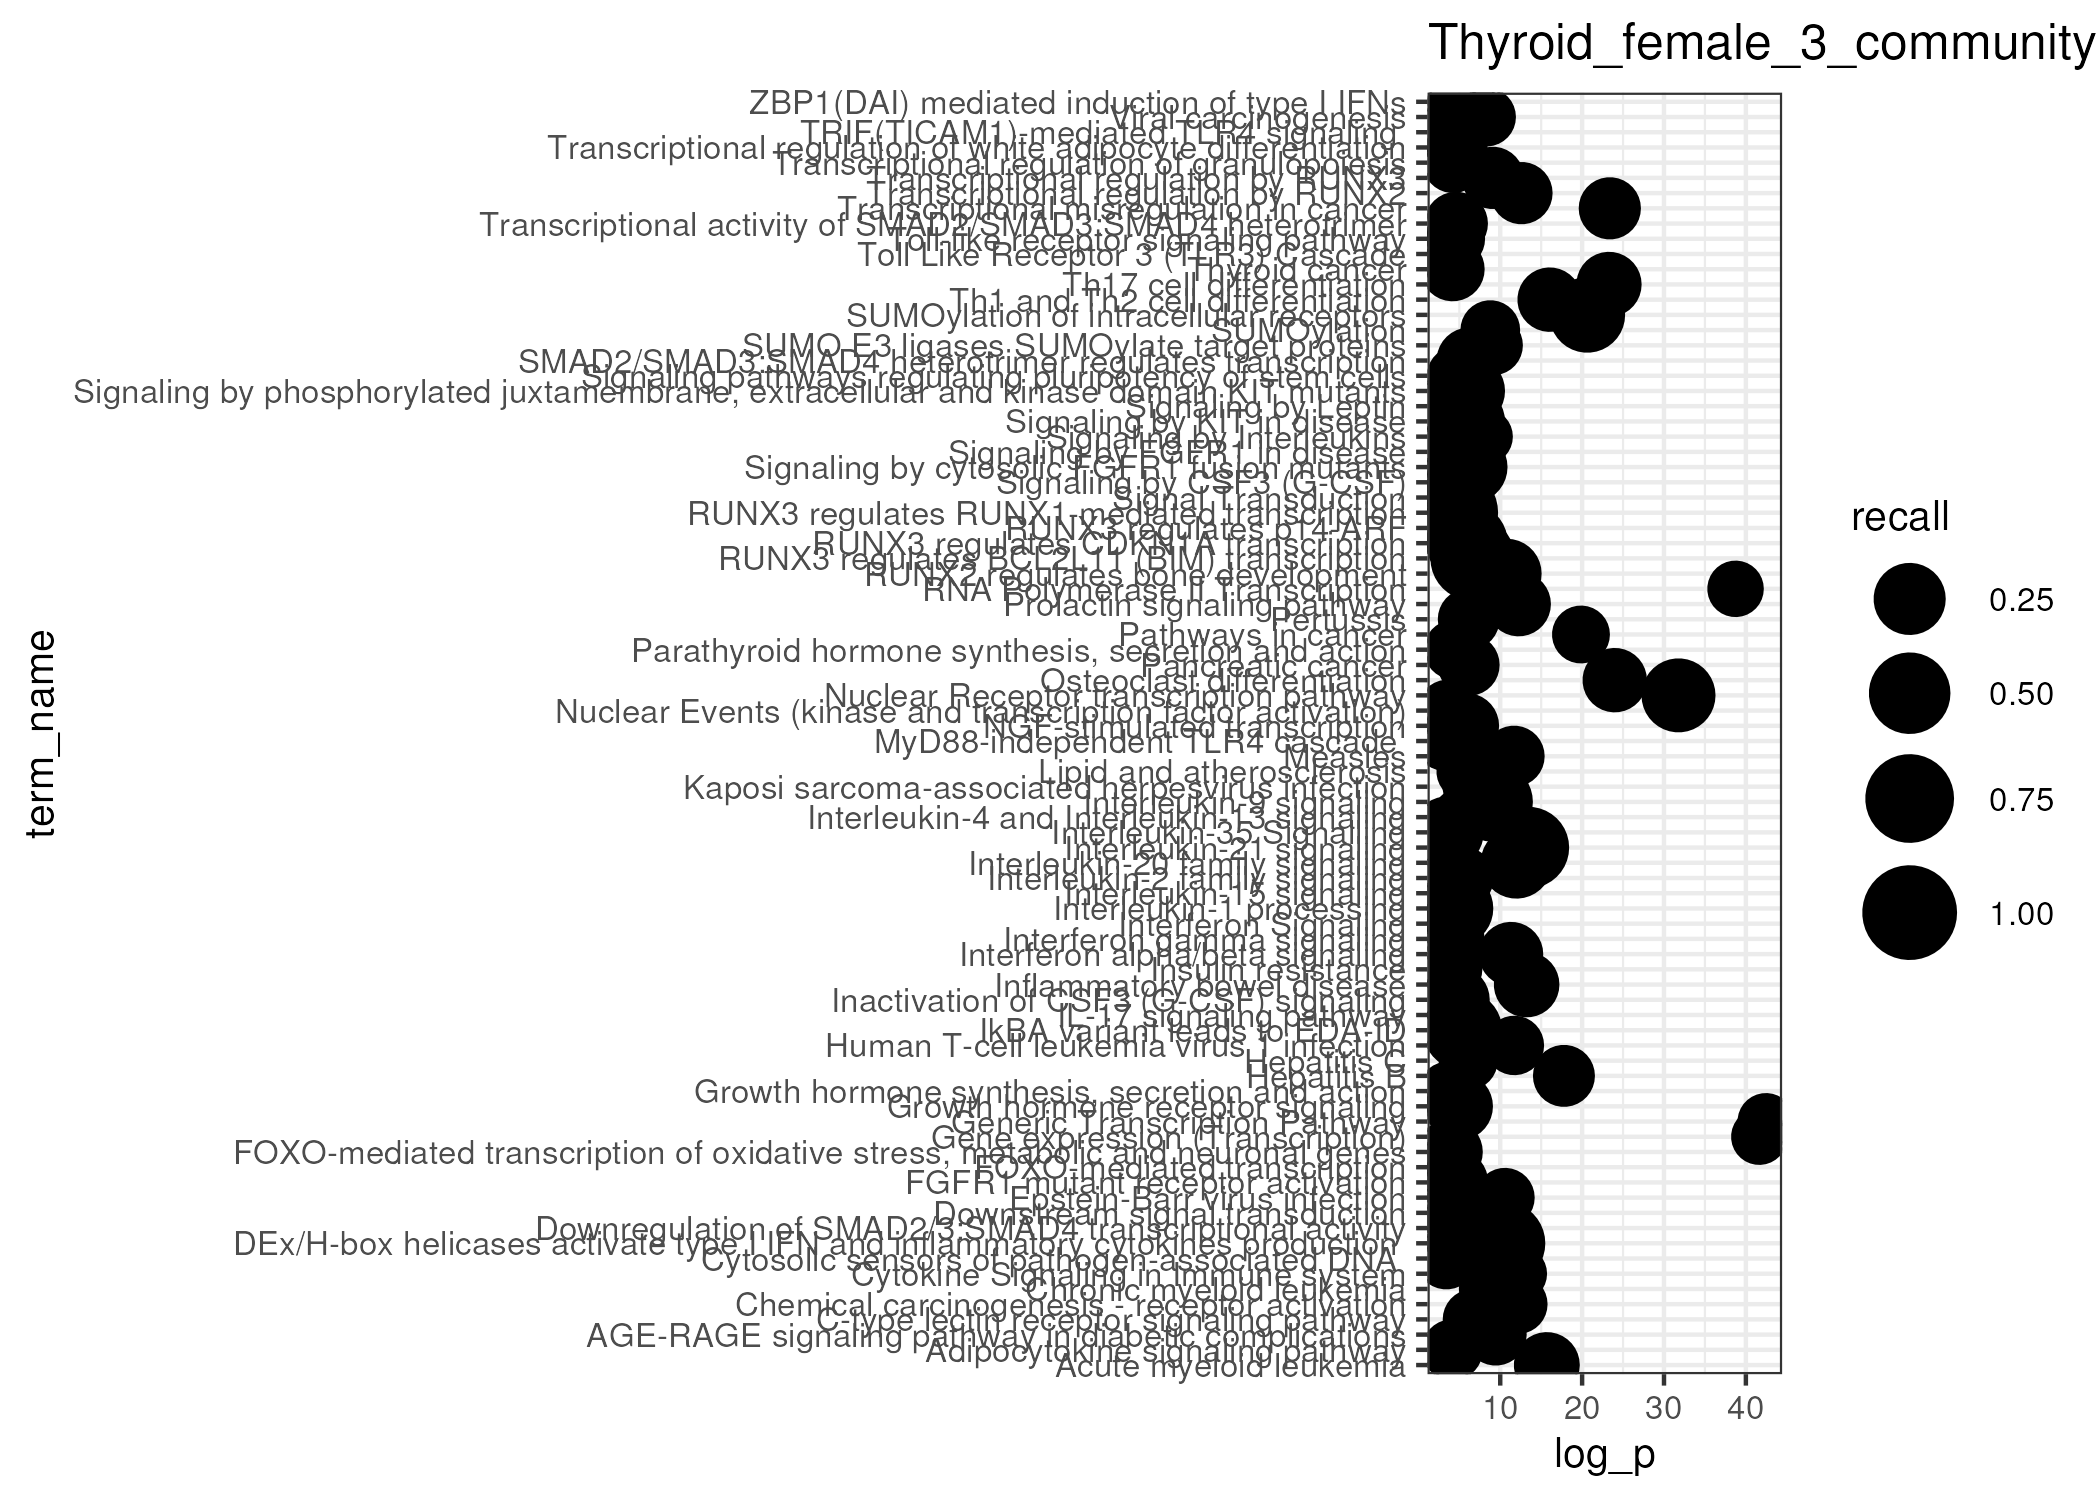 Thyroid_female_3_community
ZBP1(DAI) mediated induction of type I IFNs
Viral carcinogenesis
TRIF(TICAM1)-mediated TLR4 signaling
Transcriptional regulation of white adipocyte differentiation
Transcriptional regulation of granulopoiesis
Transcriptional regulation by RUNX3
Transcriptional regulation by RUNX2
Transcriptional misregulation in cancer
Transcriptional activity of SMAD2/SMAD3:SMAD4 heterotrimer
Toll-like receptor signaling pathway
Toll Like Receptor 3 (TLR3) Cascade
Thyroid cancer
Th17 cell differentiation
Th1 and Th2 cell differentiation
SUMOylation of intracellular receptors
SUMOylation
SUMO E3 ligases SUMOylate target proteins
SMAD2/SMAD3:SMAD4 heterotrimer regulates transcription
Signaling pathways regulating pluripotency of stem cells
Signaling by phosphorylated juxtamembrane, extracellular and kinase domain KIT mutants
Signaling by Leptin
Signaling by KIT in disease
Signaling by Interleukins
Signaling by FGFR1 in disease
Signaling by cytosolic FGFR1 fusion mutants
Signaling by CSF3 (G-CSF)
Signal Transduction
RUNX3 regulates RUNX1-mediated transcription
RUNX3 regulates p14-ARF
RUNX3 regulates CDKN1A transcription
RUNX3 regulates BCL2L11 (BIM) transcription
RUNX2 regulates bone development
RNA Polymerase II Transcription
Prolactin signaling pathway
Pertussis
Pathways in cancer
Parathyroid hormone synthesis, secretion and action
Pancreatic cancer
Osteoclast differentiation
Nuclear Receptor transcription pathway
Nuclear Events (kinase and transcription factor activation)
NGF-stimulated transcription
MyD88-independent TLR4 cascade
Measles
Lipid and atherosclerosis
Kaposi sarcoma-associated herpesvirus infection
Interleukin-9 signaling
Interleukin-4 and Interleukin-13 signaling
Interleukin-35 Signalling
Interleukin-21 signaling
Interleukin-20 family signaling
Interleukin-2 family signaling
Interleukin-15 signaling
Interleukin-1 processing
Interferon Signaling
Interferon gamma signaling
Interferon alpha/beta signaling
Insulin resistance
Inflammatory bowel disease
Inactivation of CSF3 (G-CSF) signaling
IL-17 signaling pathway
IkBA variant leads to EDA-ID
Human T-cell leukemia virus 1 infection
Hepatitis C
Hepatitis B
Growth hormone synthesis, secretion and action
Growth hormone receptor signaling
Generic Transcription Pathway
Gene expression (Transcription)
FOXO-mediated transcription of oxidative stress, metabolic and neuronal genes
FOXO-mediated transcription
FGFR1 mutant receptor activation
Epstein-Barr virus infection
Downstream signal transduction
Downregulation of SMAD2/3:SMAD4 transcriptional activity
DEx/H-box helicases activate type I IFN and inflammatory cytokines production
Cytosolic sensors of pathogen-associated DNA
Cytokine Signaling in Immune system
Chronic myeloid leukemia
Chemical carcinogenesis - receptor activation
C-type lectin receptor signaling pathway
AGE-RAGE signaling pathway in diabetic complications
Adipocytokine signaling pathway
Acute myeloid leukemia
term_name
10 20 30 40
log_p
recall
0.25
0.50
0.75
1.00